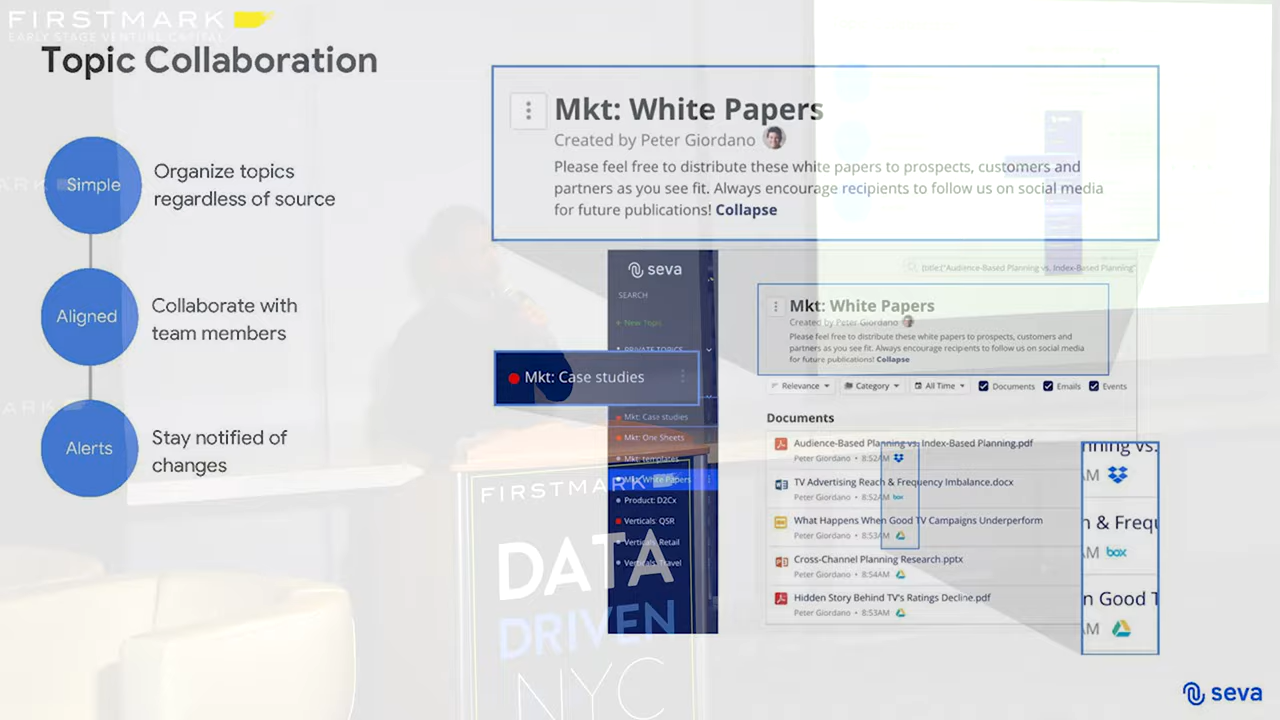 FIRSTMARK
EARLY STAGE VENTURE CAPITAL
Topic Collaboration
Simple
Organize topics
regardless of source
Aligned
Collaborate with
team members
Alerts
Stay notified of
changes
Mkt: White Papers
Created by Peter Giordano
Please feel free to distribute these white papers to prospects, customers and
partners as you see fit. Always encourage recipients to follow us on social media
for future publications! Collapse
seva
SEARCH
+ New Topic
PRIVATE TOPICS
Mkt: Case studies
Mkt: Case studies
Mkt: One Sheets
Mkt: templates
Mkt: White Papers
Product: D2Cx
Verticals: QSR
Verticals: Retail
Verticals: Travel
(title:("Audience-Based Planning vs. Index-Based Planning"
Mkt: White Papers
Created by Peter Giordano
Please feel free to distribute these white papers to prospects, customers and
partners as you see fit. Always encourage recipients to follow us on social media
for future publications! Collapse
Relevance Category All Time Documents Emails Events
Documents
Audience-Based Planning vs. Index-Based Planning.pdf
Peter Giordano • 8:52AM
TV Advertising Reach & Frequency Imbalance.docx
Peter Giordano • 8:52AM box
What Happens When Good TV Campaigns Underperform
Peter Giordano • 8:53AM
Cross-Channel Planning Research.pptx
Peter Giordano • 8:54AM
Hidden Story Behind TV's Ratings Decline.pdf
Peter Giordano • 8:53AM
nning vs.
AM
n & Frequ
AM box
n Good T
AM
FIRSTMARK
DATA
DRIVEN
NYC
seva